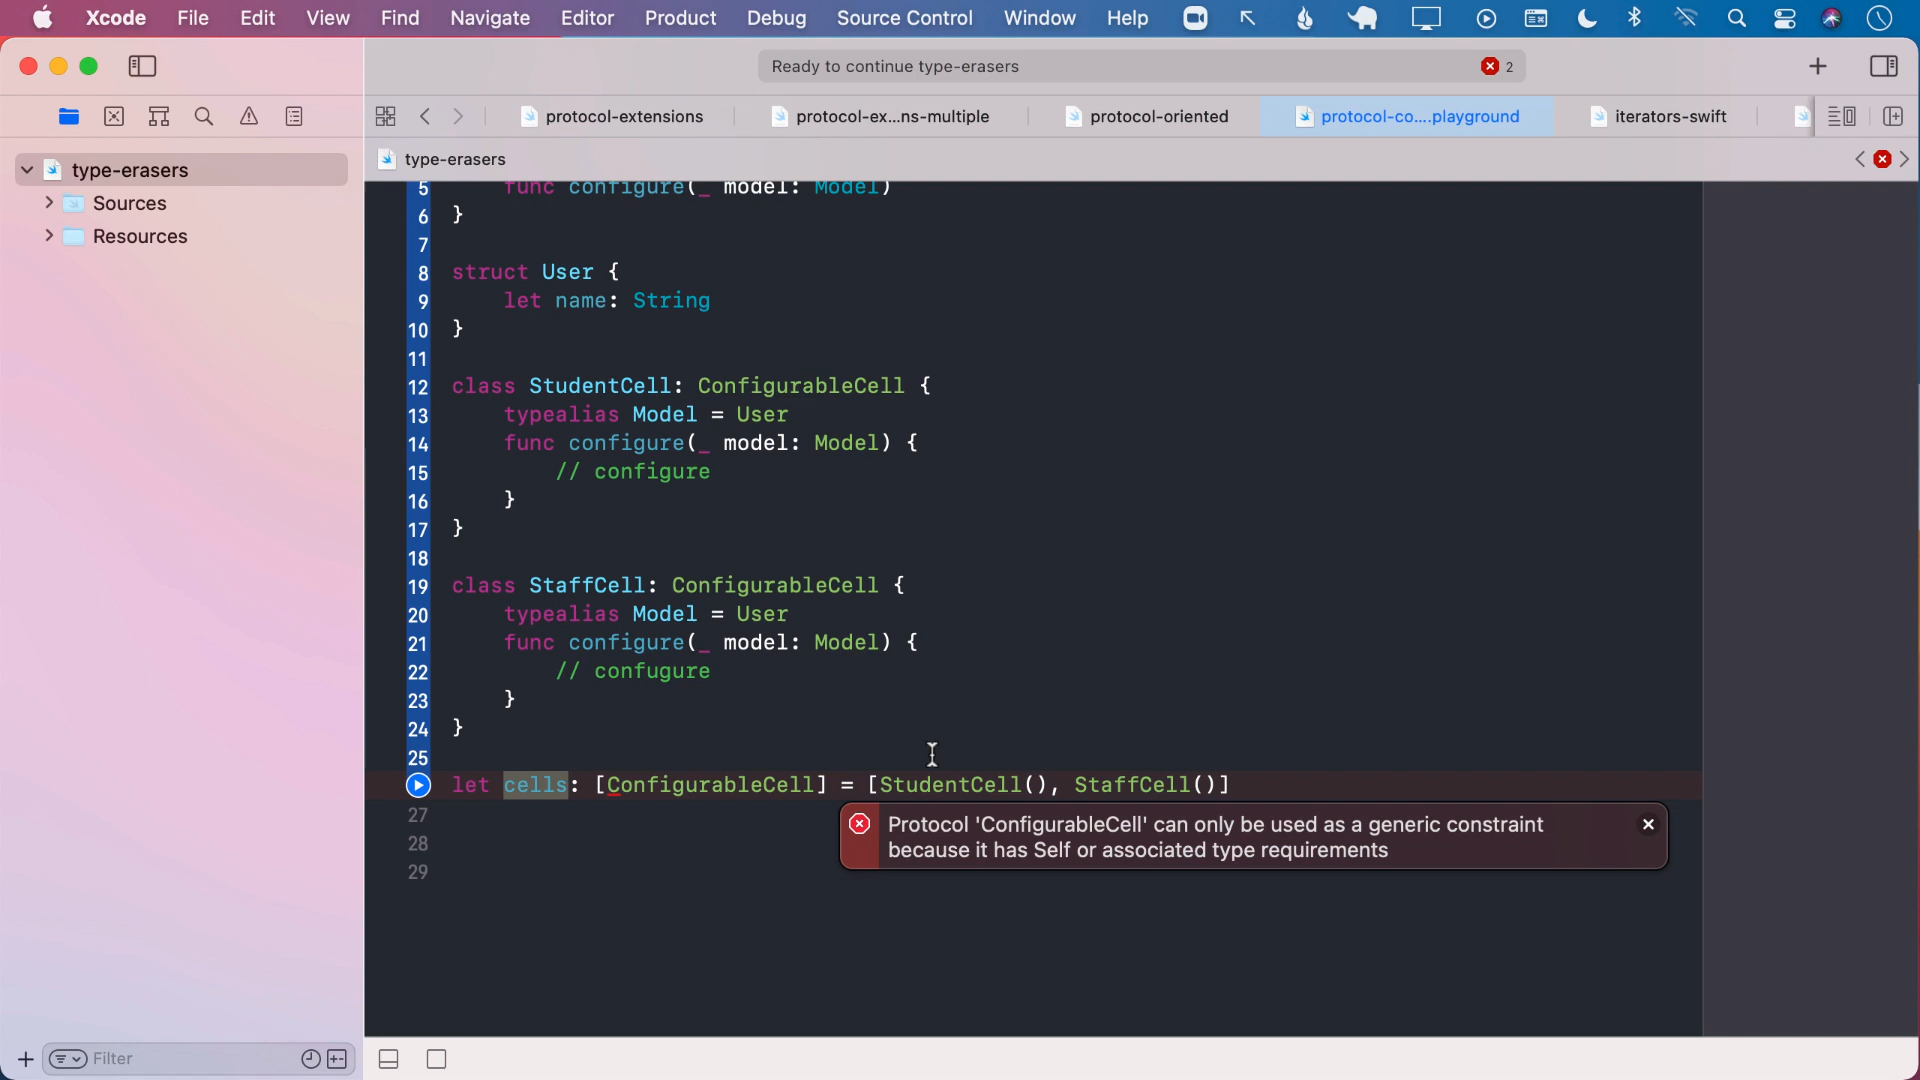 Xcode File Edit View Find Navigate Editor Product Debug Source Control Window Help
Ready to continue type-erasers 2
protocol-extensions protocol-ex...ns-multiple protocol-oriented protocol-co....playground iterators-swift
type-erasers
type-erasers
Sources
Resources
5 func configure(_ model: Model)
6 }
7
8 struct User {
9 let name: String
10 }
11
12 class StudentCell: ConfigurableCell {
13 typealias Model = User
14 func configure(_ model: Model) {
15 // configure
16 }
17 }
18
19 class StaffCell: ConfigurableCell {
20 typealias Model = User
21 func configure(_ model: Model) {
22 // confugure
23 }
24 }
25
let cells: [ConfigurableCell] = [StudentCell(), StaffCell()]
27
Protocol 'ConfigurableCell' can only be used as a generic constraint
because it has Self or associated type requirements
28
29
Filter